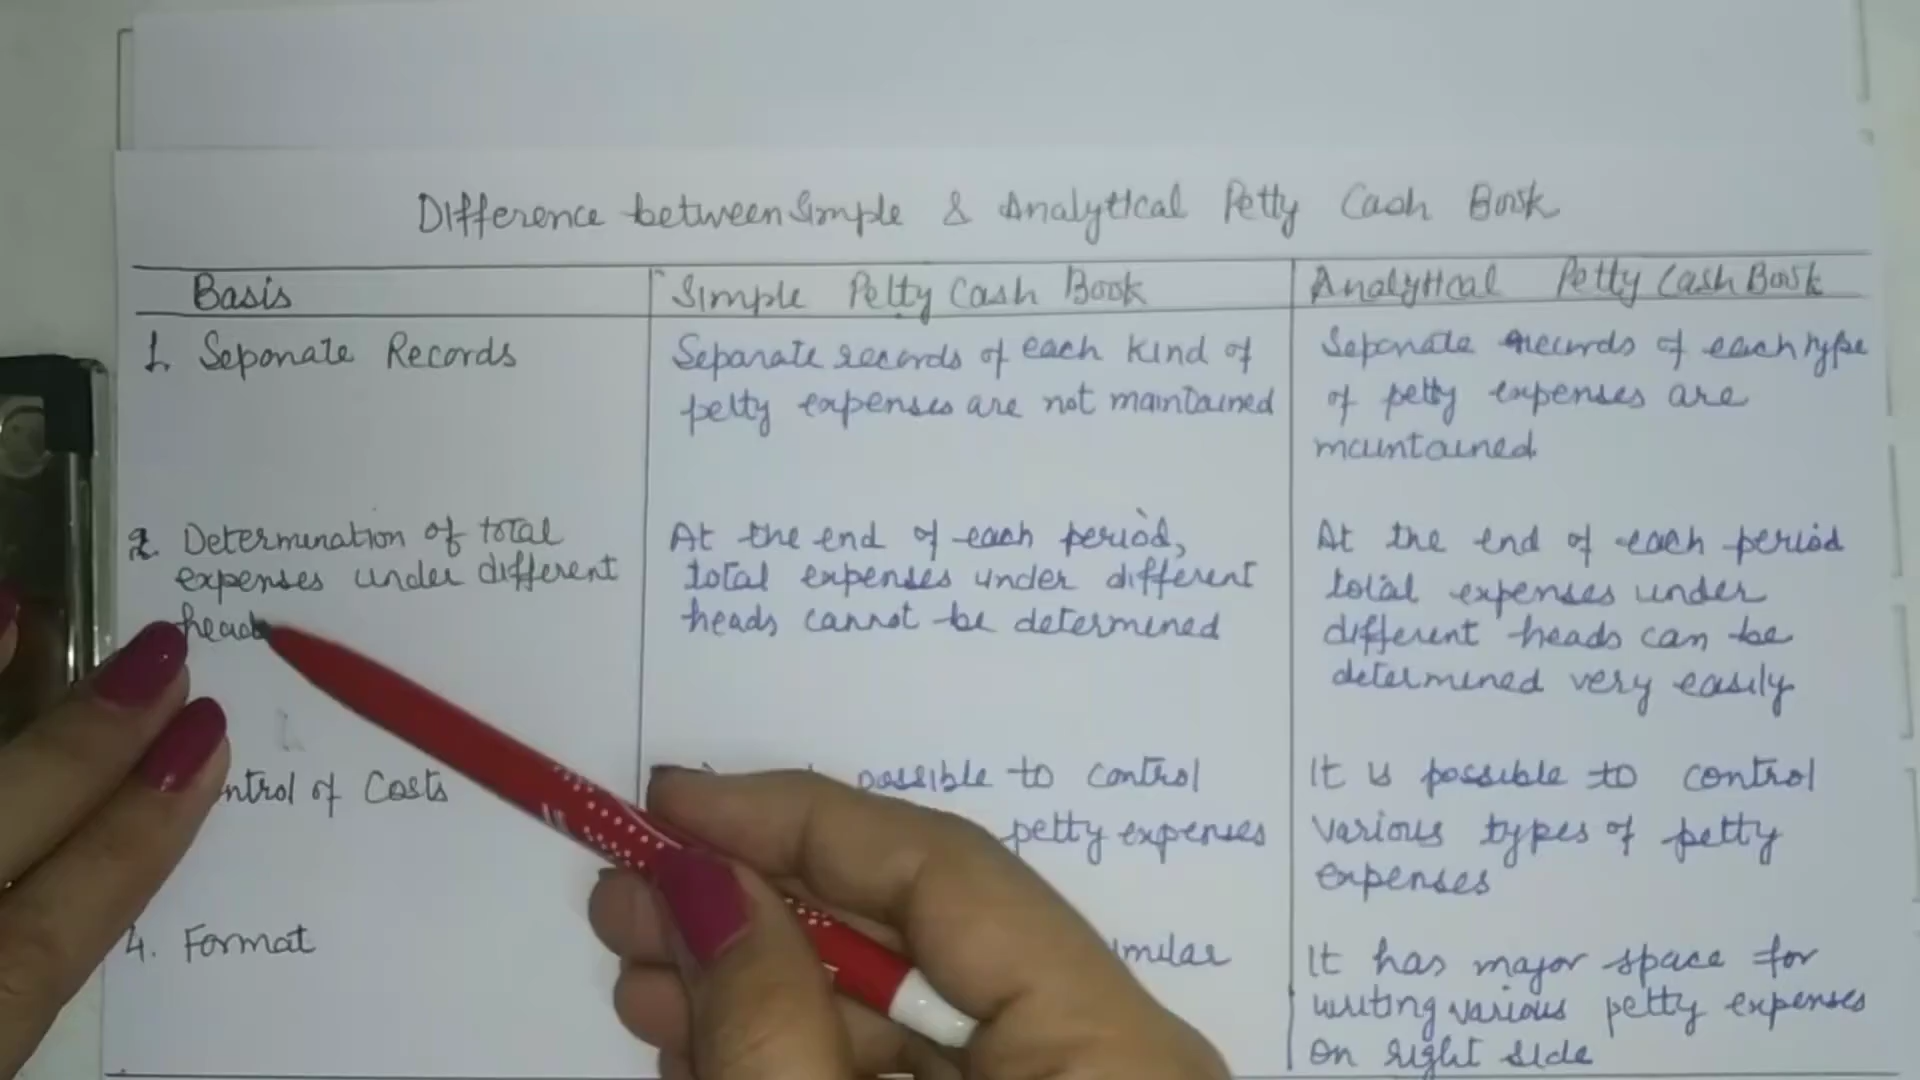 Difference between Simple & Analytical Petty Cash Book
Basis
Simple Petty Cash Book
Analytical Petty Cash Book
1. Separate Records
Separate records of each kind of
petty expenses are not maintained
Separate records of each type
of petty expenses are
maintained
2. Determination of total
expenses under different
heads
At the end of each period,
total expenses under different
heads cannot be determined
At the end of each period
total expenses under
different heads can be
determined very easily
ntrol of Costs
possible to control
petty expenses
It is possible to control
various types of petty
expenses
4. Format
milar
It has major space for
writing various petty expenses
on right side